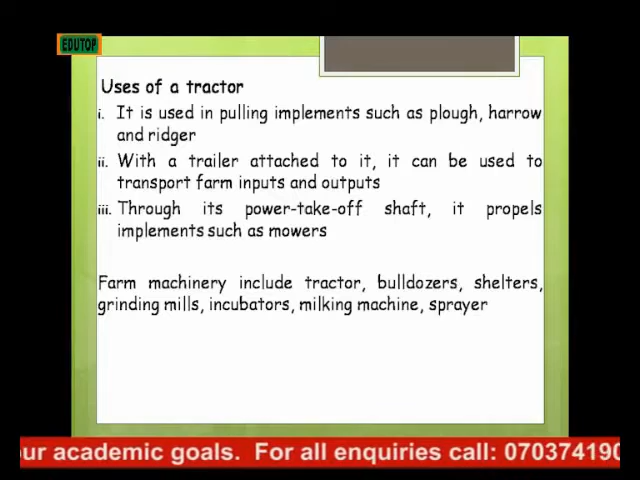 EDUTOP
Uses of a tractor
i. It is used in pulling implements such as plough, harrow
and ridger
ii. With a trailer attached to it, it can be used to
transport farm inputs and outputs
iii. Through its power-take-off shaft, it propels
implements such as mowers
Farm machinery include tractor, bulldozers, shelters,
grinding mills, incubators, milking machine, sprayer
our academic goals. For all enquiries call: 070374190